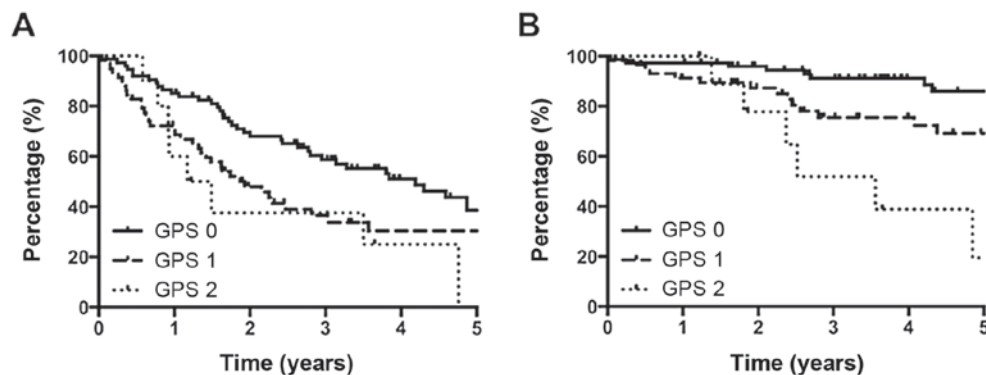 A
Percentage (%)
100
80
60
40
20
0
GPS 0
GPS 1
GPS 2
0 1 2 3 4 5
Time (years)
B
Percentage (%)
100
80
60
40
20
0
GPS 0
GPS 1
GPS 2
0 1 2 3 4 5
Time (years)